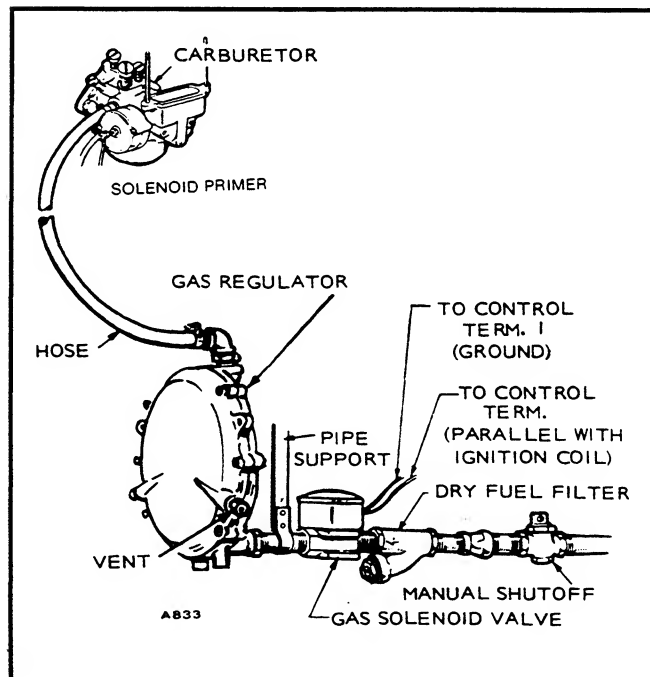 CARBURETOR
SOLENOID PRIMER
GAS REGULATOR
HOSE
TO CONTROL
TERM. 1
(GROUND)
TO CONTROL
TERM.
(PARALLEL WITH
IGNITION COIL)
PIPE
SUPPORT
DRY FUEL FILTER
VENT
MANUAL SHUTOFF
GAS SOLENOID VALVE
A833